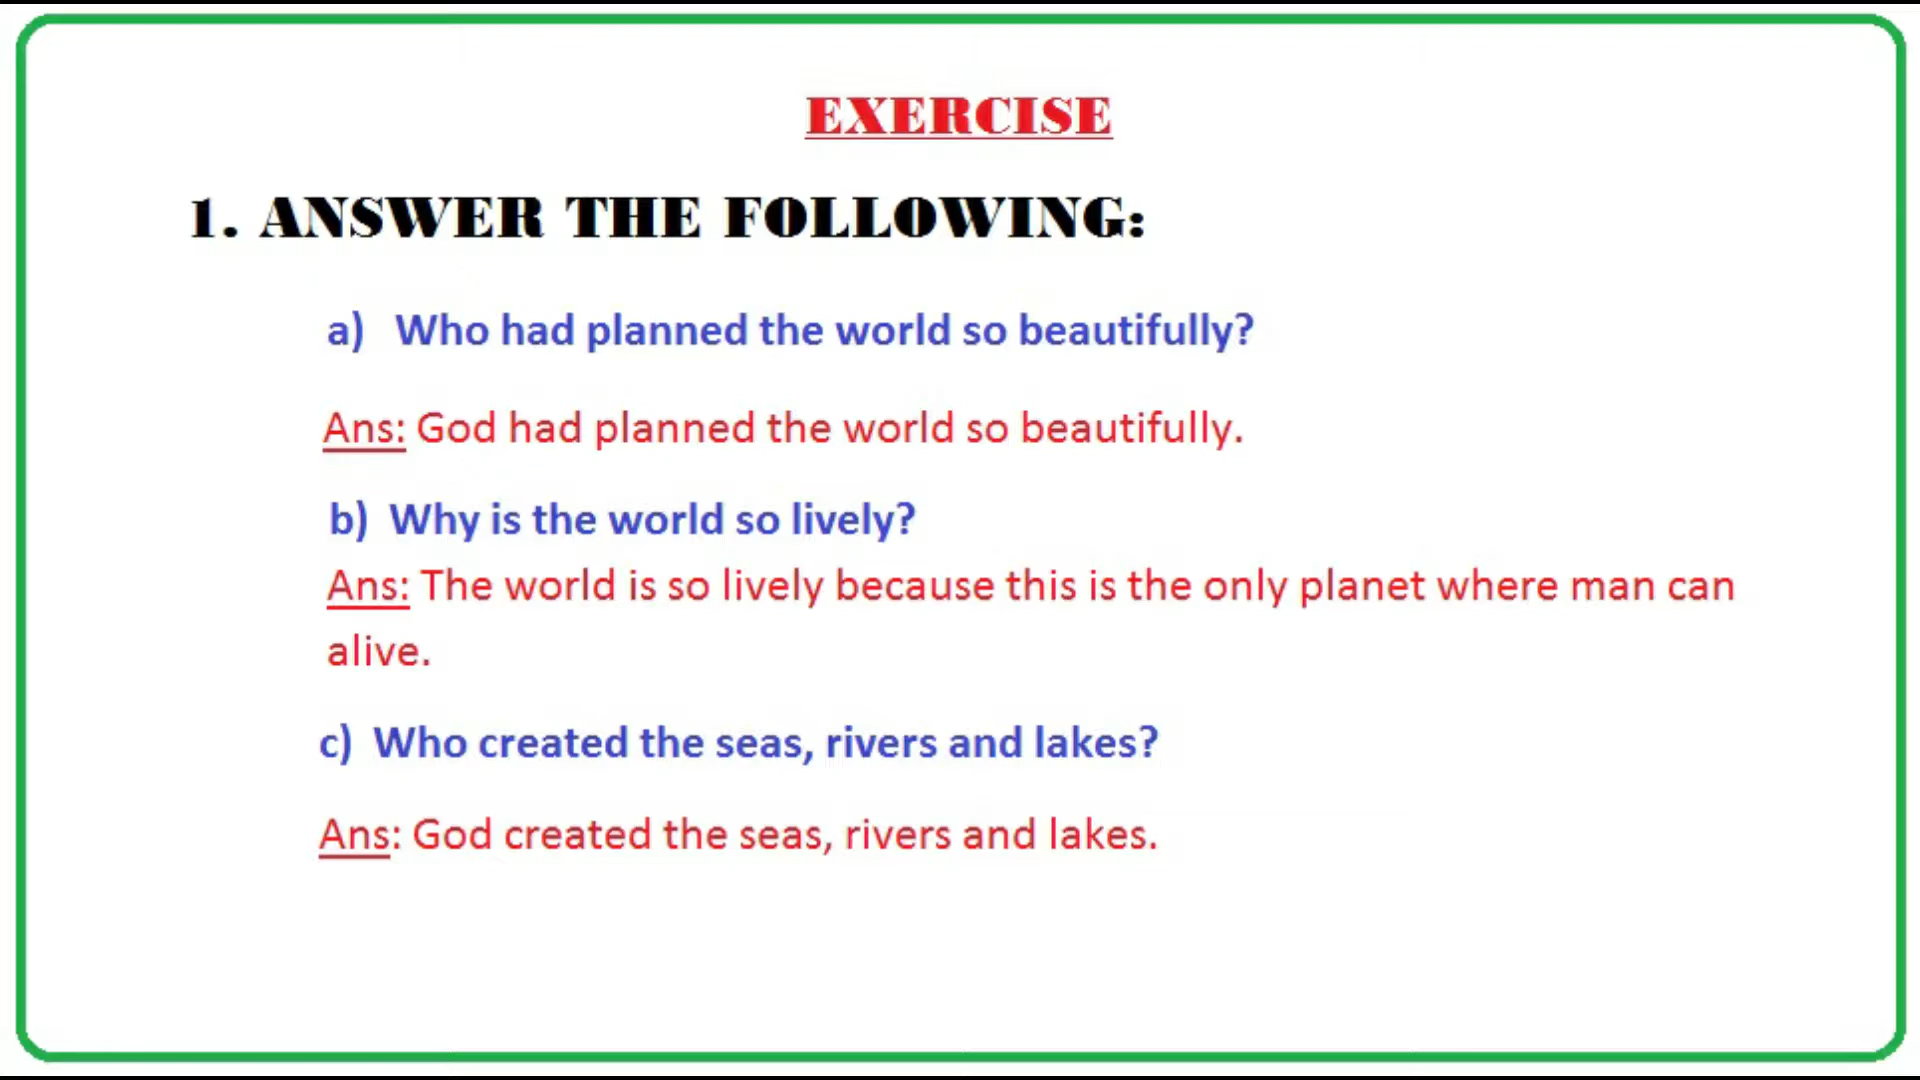 EXERCISE
1. ANSWER THE FOLLOWING:
a) Who had planned the world so beautifully?
Ans: God had planned the world so beautifully.
b) Why is the world so lively?
Ans: The world is so lively because this is the only planet where man can
alive.
c) Who created the seas, rivers and lakes?
Ans: God created the seas, rivers and lakes.